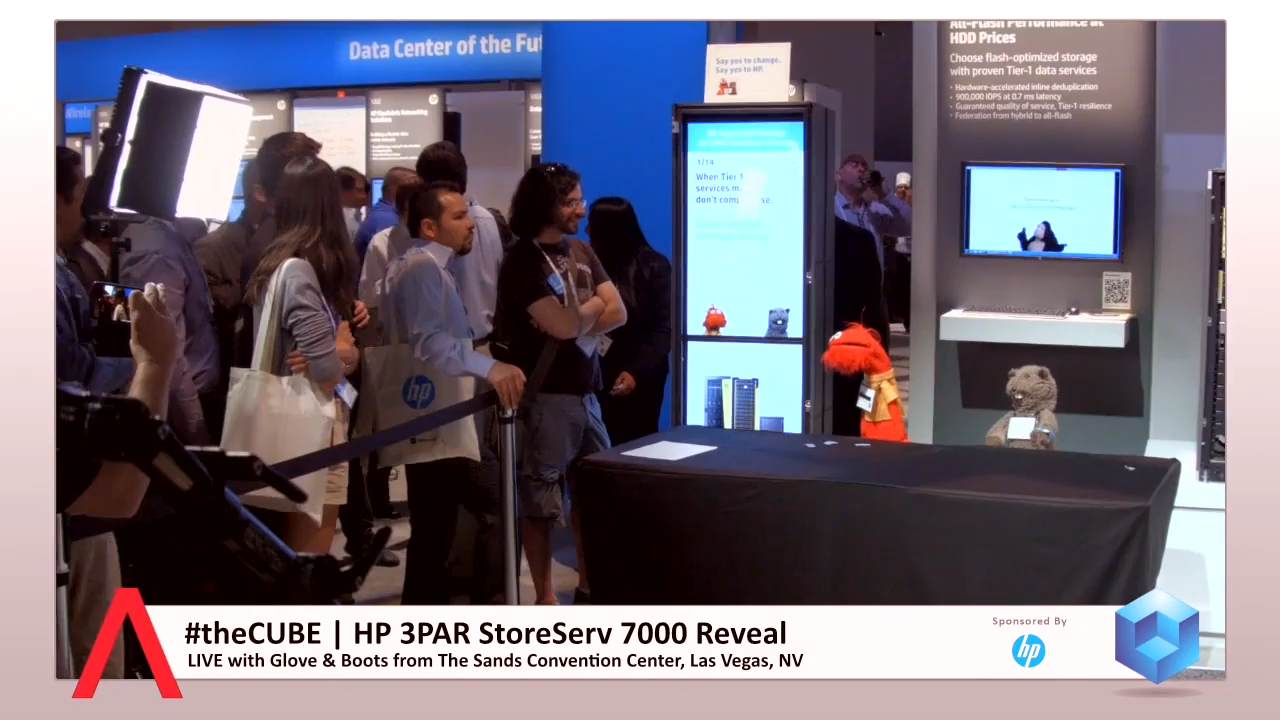 Data Center of the Fut
Say yes to change.
Say yes to HP.
All-Flash Performance at
HDD Prices
Choose flash-optimized storage
with proven Tier-1 data services
• Hardware-accelerated inline deduplication
• 900,000 IOPS at 0.7 ms latency
• Guaranteed quality of service, Tier-1 resilience
• Federation from hybrid to all-flash
1/14
When Tier 1
services m
don't comp se.
hp
#theCUBE | HP 3PAR StoreServ 7000 Reveal
LIVE with Glove & Boots from The Sands Convention Center, Las Vegas, NV
Sponsored By
hp